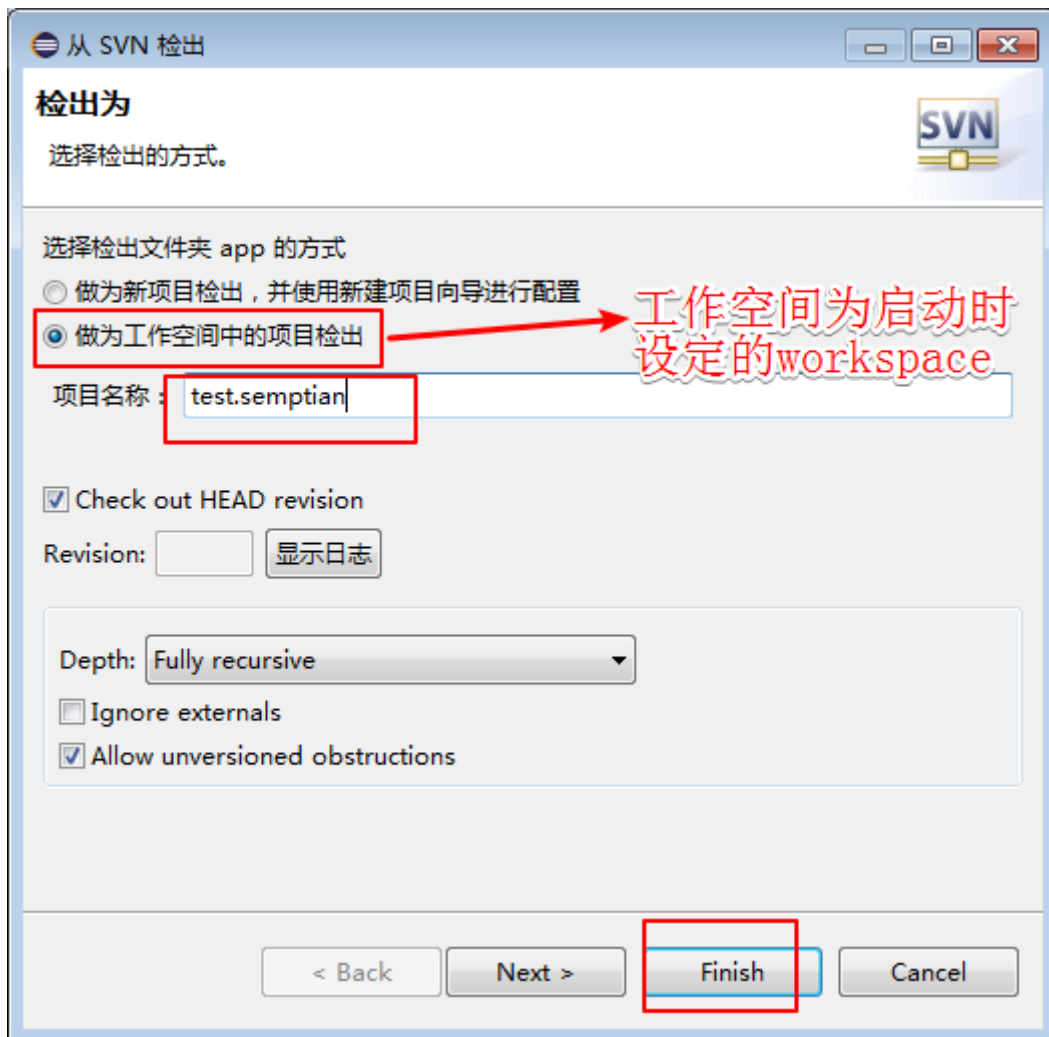 从 SVN 检出
检出为
选择检出的方式。
SVN
选择检出文件夹 app 的方式
做为新项目检出，并使用新建项目向导进行配置
做为工作空间中的项目检出
工作空间为启动时
设定的workspace
项目名称： test.semptian
Check out HEAD revision
Revision: 显示日志
Depth: Fully recursive
Ignore externals
Allow unversioned obstructions
< Back Next > Finish Cancel